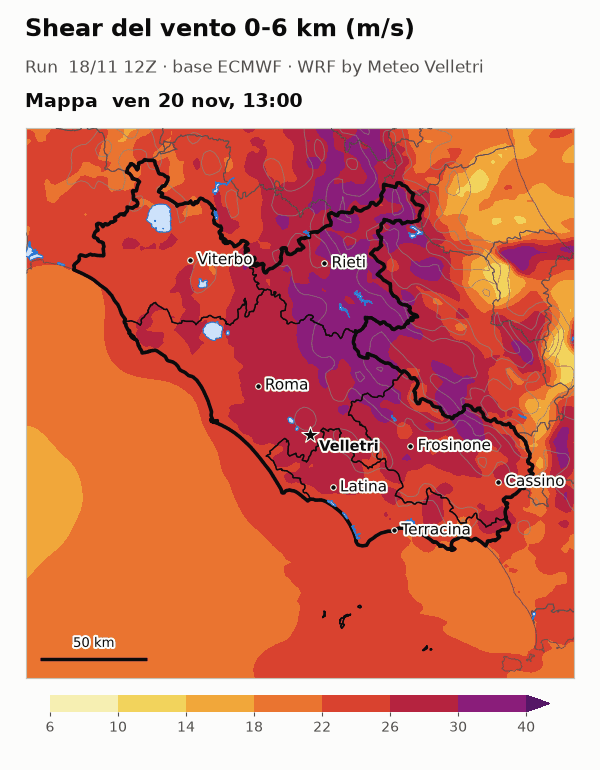 Shear del vento 0-6 km (m/s)
Run 18/11 12Z · base ECMWF · WRF by Meteo Velletri
Mappa ven 20 nov, 13:00
Viterbo
Rieti
Roma
Velletri
Frosinone
Cassino
Latina
Terracina
50 km
6 10 14 18 22 26 30 40